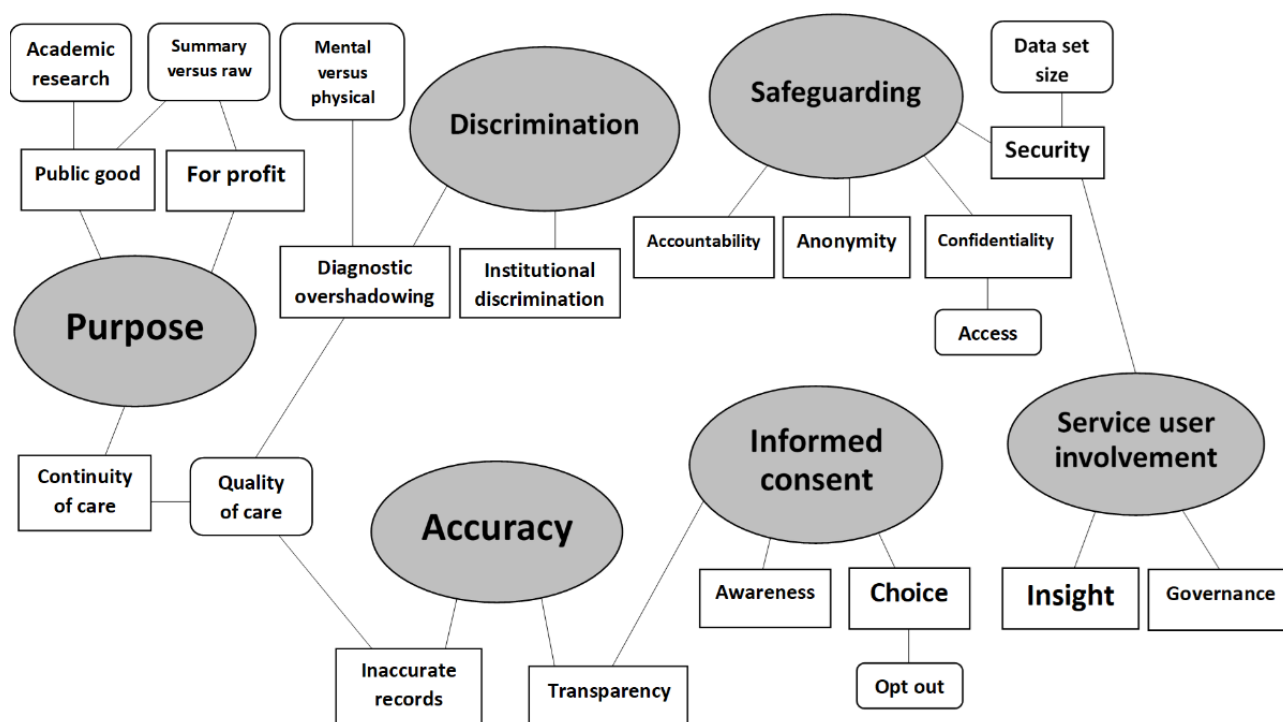 Academic
research
Summary
versus raw
Mental
versus
physical
Discrimination
Safeguarding
Data set
size
Public good
For profit
Security
Accountability
Anonymity
Confidentiality
Diagnostic
overshadowing
Institutional
discrimination
Purpose
Access
Informed
consent
Service user
involvement
Continuity
of care
Quality
of care
Accuracy
Awareness
Choice
Insight
Governance
Inaccurate
records
Transparency
Opt out